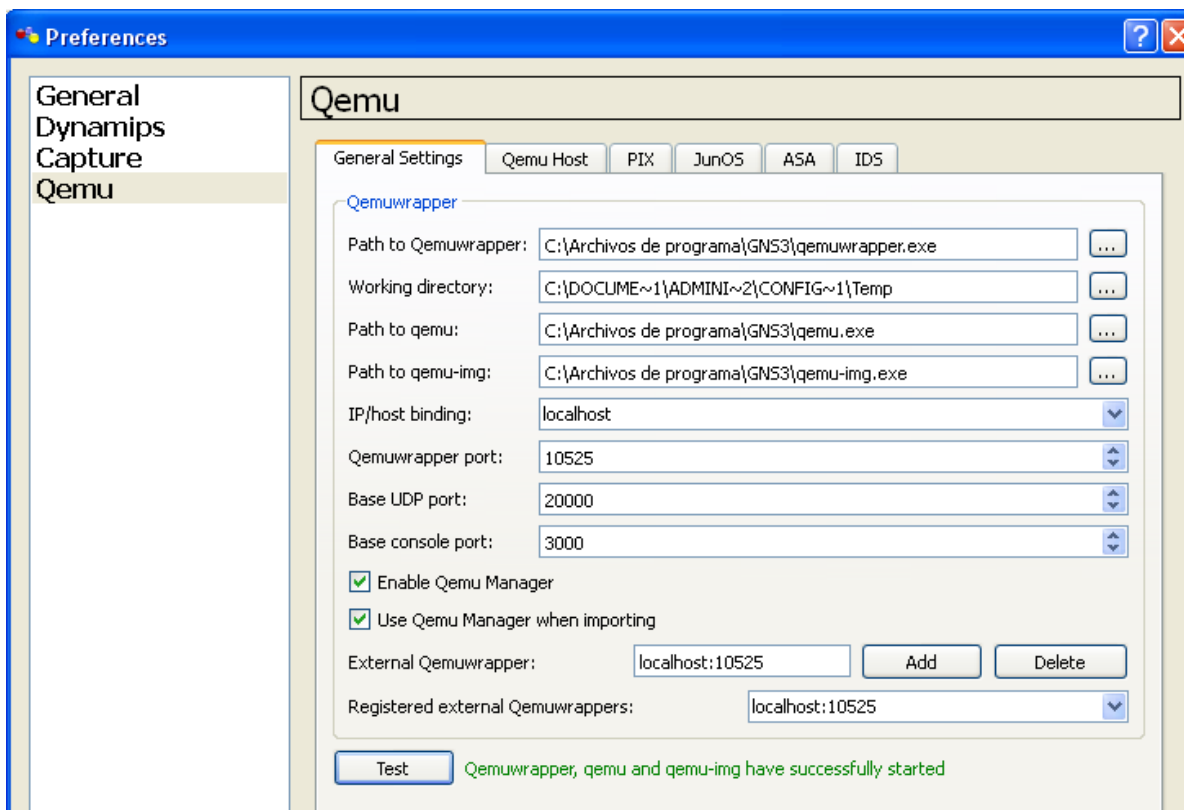 Preferences
General
Dynamips
Capture
Qemu
Qemu
General Settings Qemu Host PIX JunOS ASA IDS
Qemuwrapper
Path to Qemuwrapper: C:\Archivos de programa\GNS3\qemuwrapper.exe ...
Working directory: C:\DOCUME~1\ADMINI~2\CONFIG~1\Temp ...
Path to qemu: C:\Archivos de programa\GNS3\qemu.exe ...
Path to qemu-img: C:\Archivos de programa\GNS3\qemu-img.exe ...
IP/host binding: localhost
Qemuwrapper port: 10525
Base UDP port: 20000
Base console port: 3000
Enable Qemu Manager
Use Qemu Manager when importing
External Qemuwrapper: localhost:10525 Add Delete
Registered external Qemuwrappers: localhost:10525
Test Qemuwrapper, qemu and qemu-img have successfully started